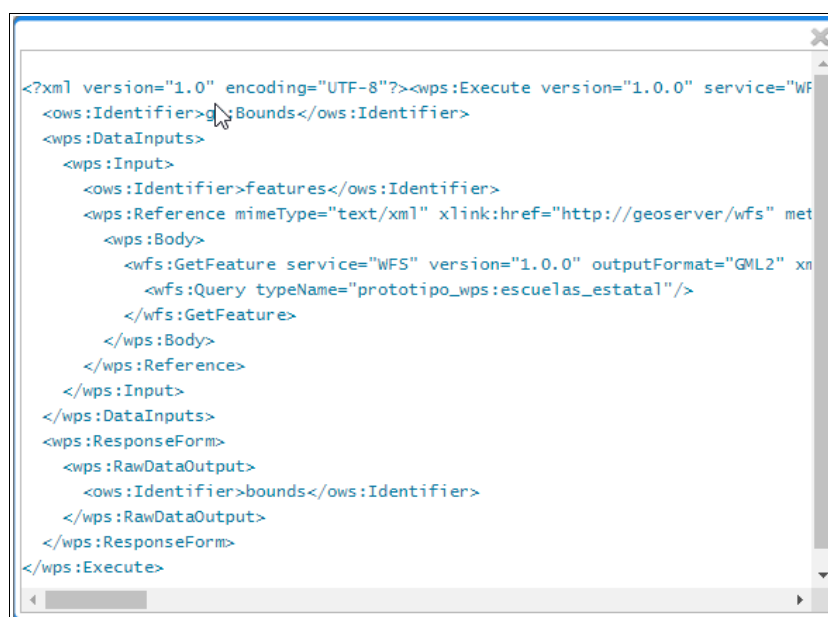 <?xml version="1.0" encoding="UTF-8"?><wps:Execute version="1.0.0" service="WF
<ows:Identifier>g :Bounds</ows:Identifier>
<wps:DataInputs>
<wps:Input>
<ows:Identifier>features</ows:Identifier>
<wps:Reference mimeType="text/xml" xlink:href="http://geoserver/wfs" met
<wps:Body>
<wfs:GetFeature service="WFS" version="1.0.0" outputFormat="GML2" xm
<wfs:Query typeName="prototipo_wps:escuelas_estatal"/>
</wfs:GetFeature>
</wps:Body>
</wps:Reference>
</wps:Input>
</wps:DataInputs>
<wps:ResponseForm>
<wps:RawDataOutput>
<ows:Identifier>bounds</ows:Identifier>
</wps:RawDataOutput>
</wps:ResponseForm>
</wps:Execute>